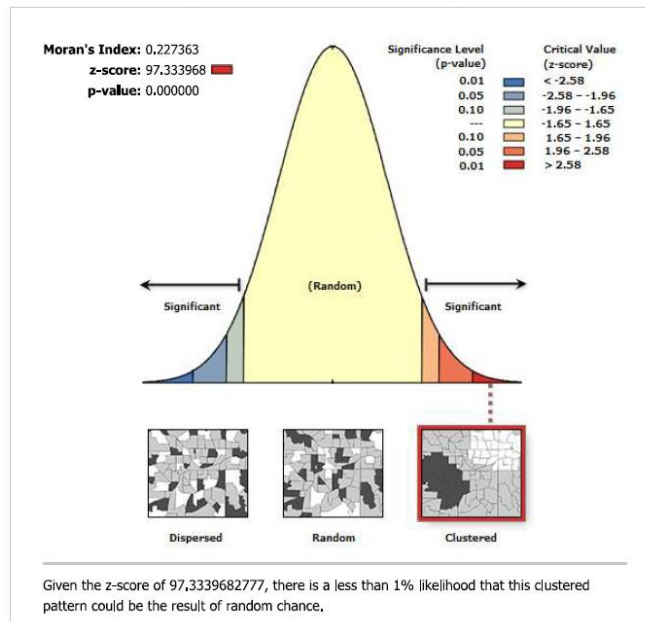 Moran's Index: 0.227363
z-score: 97.333968
p-value: 0.000000
Significance Level
(p-value)
Critical Value
(z-score)
0.01 < -2.58
0.05 -2.58 - -1.96
0.10 -1.96 - -1.65
--- -1.65 - 1.65
0.10 1.65 - 1.96
0.05 1.96 - 2.58
0.01 > 2.58
Significant
(Random)
Significant
Dispersed
Random
Clustered
Given the z-score of 97.3339682777, there is a less than 1% likelihood that this clustered
pattern could be the result of random chance.